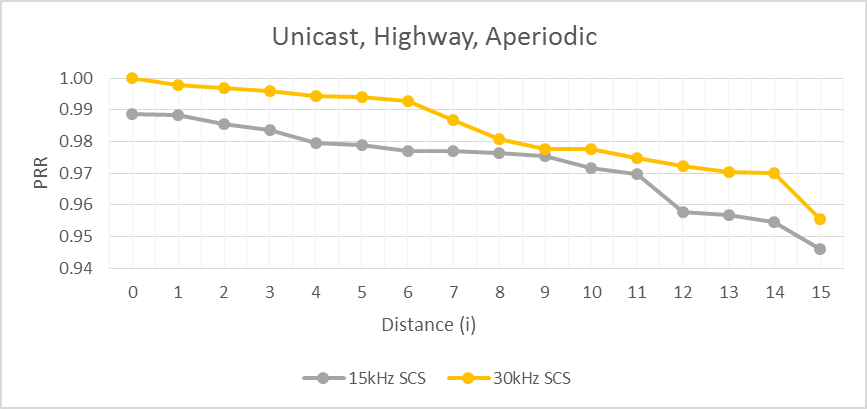 Unicast, Highway, Aperiodic
1.00
0.99
0.98
0.97
0.96
0.95
0.94
PRR
0 1 2 3 4 5 6 7 8 9 10 11 12 13 14 15
Distance (i)
15kHz SCS 30kHz SCS